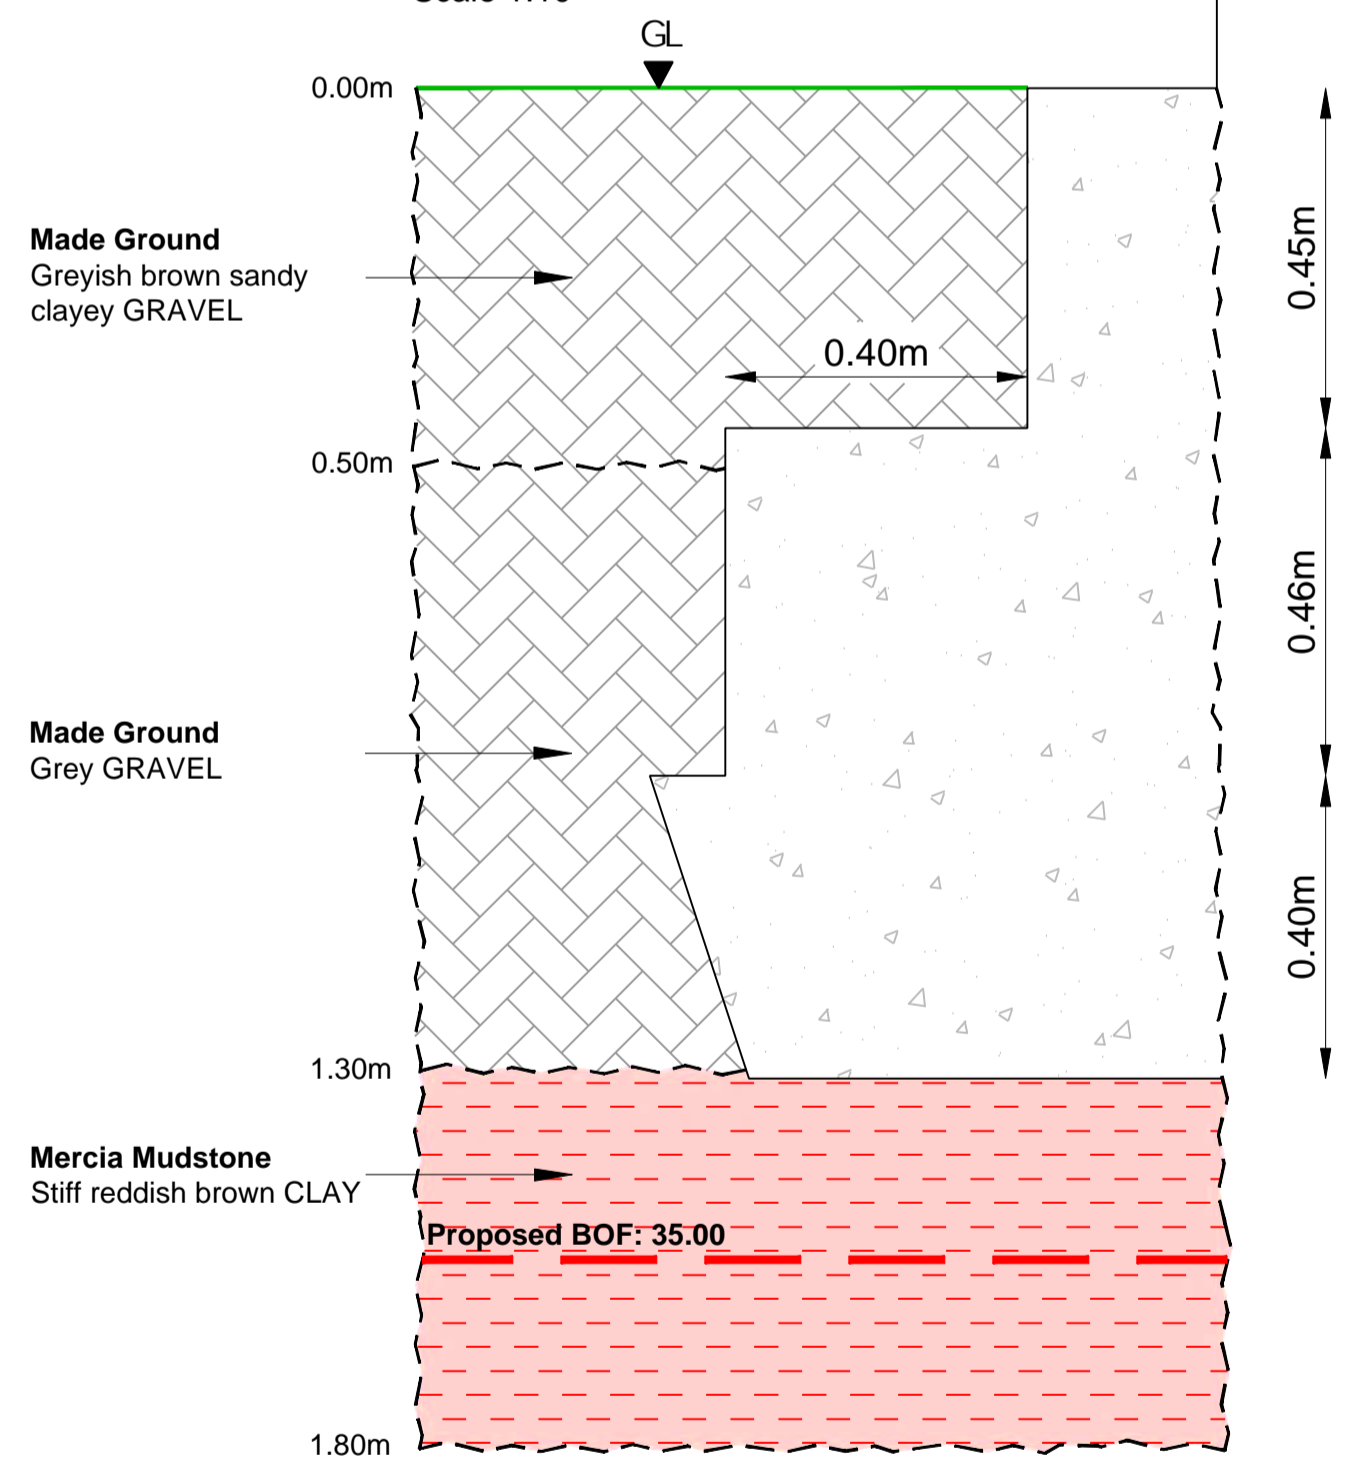 GL
0.00m
Made Ground
Greyish brown sandy
clayey GRAVEL
0.45m
0.40m
0.50m
0.46m
Made Ground
Grey GRAVEL
0.40m
1.30m
Mercia Mudstone
Stiff reddish brown CLAY
Proposed BOF: 35.00
1.80m